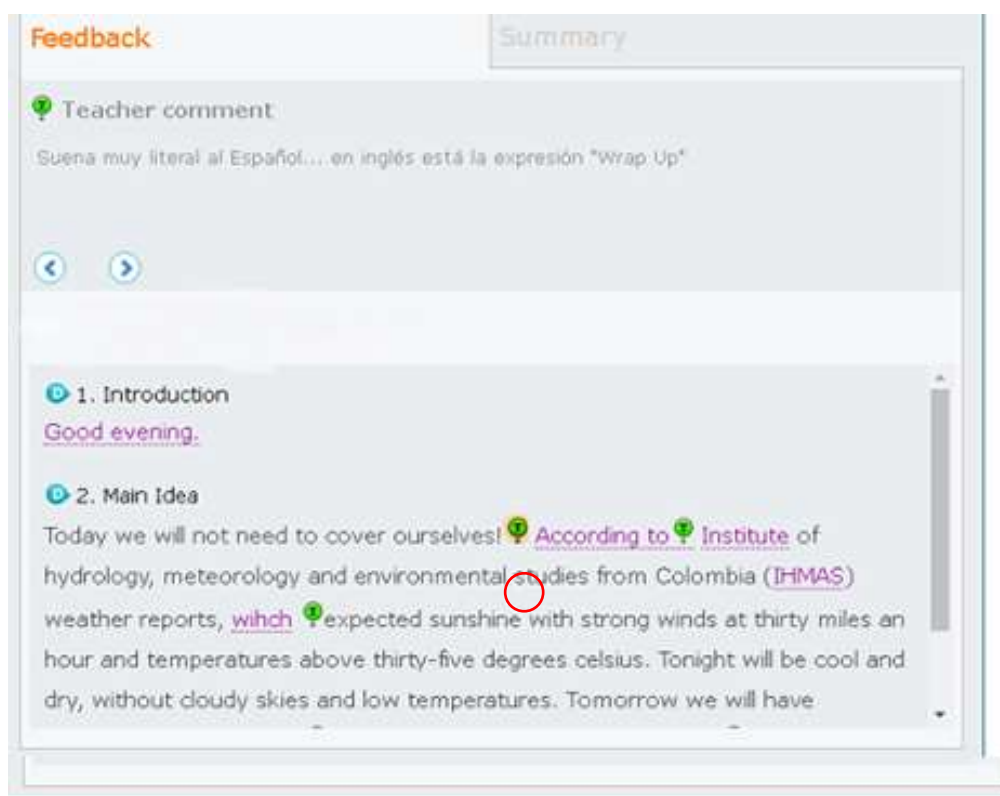 Feedback
Summary
Teacher comment
Suena muy literal al Español... en inglés está la expresión "Wrap Up"
1. Introduction
Good evening.
2. Main Idea
Today we will not need to cover ourselves! According to Institute of
hydrology, meteorology and environmental studies from Colombia (IHMAS)
weather reports, wihch expected sunshine with strong winds at thirty miles an
hour and temperatures above thirty-five degrees celsius. Tonight will be cool and
dry, without cloudy skies and low temperatures. Tomorrow we will have